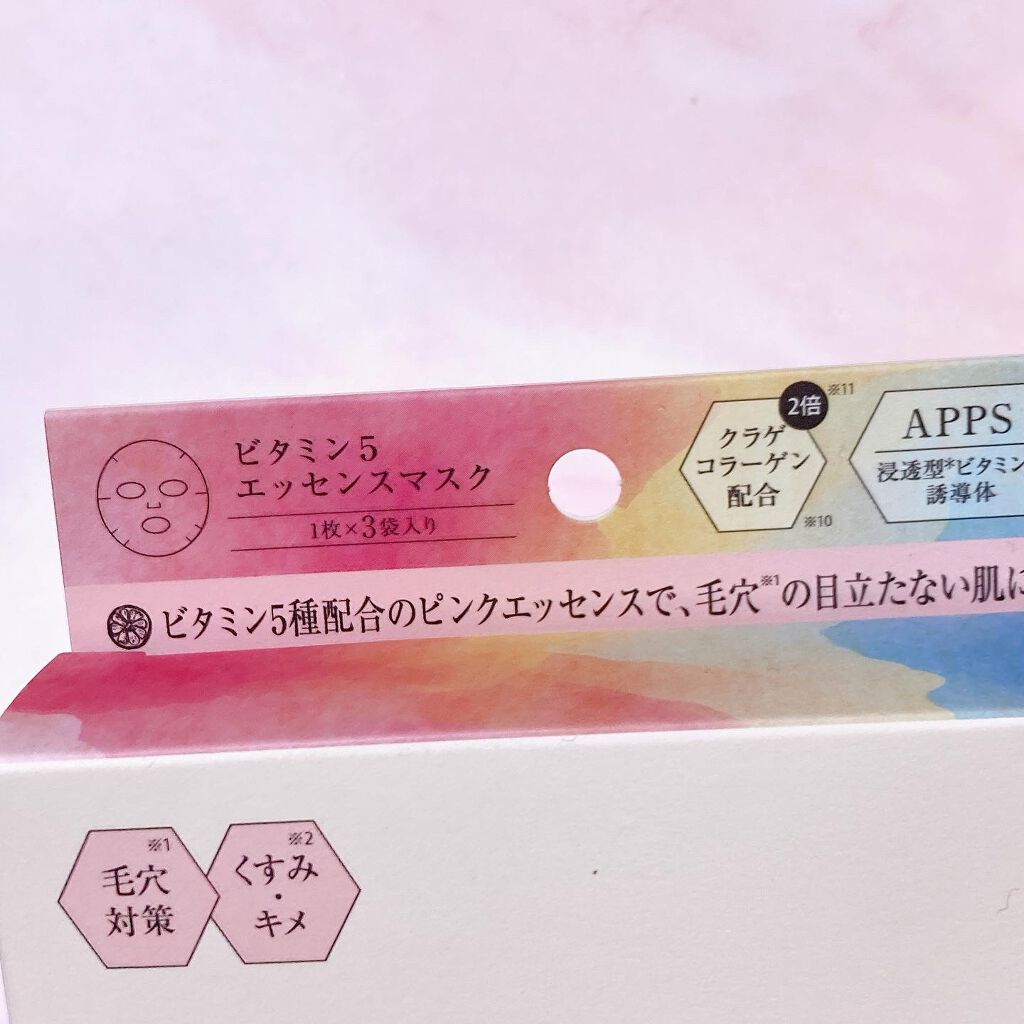 ビタミン5
エッセンスマスク
1枚×3袋入り
2倍
※11
クラゲ
コラーゲン
配合
※10
APPS
浸透型*ビタミン
誘導体
ビタミン5種配合のピンクエッセンスで、毛穴※1の目立たない肌に
※1
毛穴
対策
※2
くすみ
・
キメ